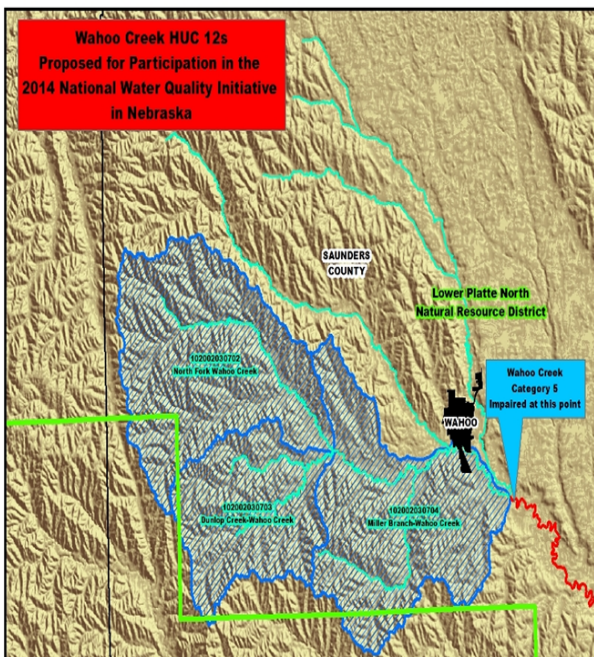 Wahoo Creek HUC 12s
Proposed for Participation in the
2014 National Water Quality Initiative
in Nebraska
SAUNDERS
COUNTY
Lower Platte North
Natural Resource District
102002030702
North Fork Wahoo Creek
Wahoo Creek
Category 5
Impaired at this point
WAHOO
102002030703
Dunlop Creek-Wahoo Creek
102002030704
Miller Branch-Wahoo Creek